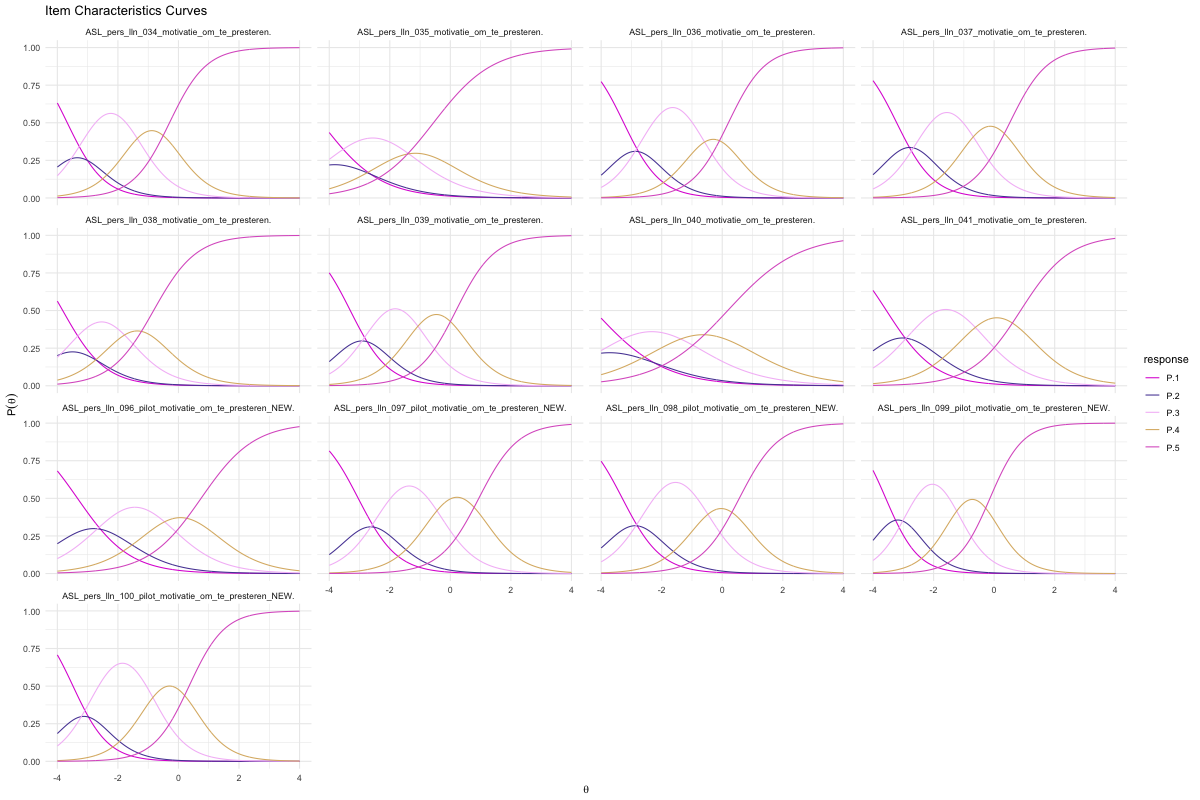 Item Characteristics Curves
ASL_pers_lln_034_motivatie_om_te_presteren.
ASL_pers_lln_035_motivatie_om_te_presteren.
ASL_pers_lln_036_motivatie_om_te_presteren.
ASL_pers_lln_037_motivatie_om_te_presteren.
1.00
0.75
0.50
0.25
0.00
ASL_pers_lln_038_motivatie_om_te_presteren.
ASL_pers_lln_039_motivatie_om_te_presteren.
ASL_pers_lln_040_motivatie_om_te_presteren.
ASL_pers_lln_041_motivatie_om_te_presteren.
1.00
0.75
0.50
0.25
0.00
P(θ)
ASL_pers_lln_096_pilot_motivatie_om_te_presteren_NEW.
ASL_pers_lln_097_pilot_motivatie_om_te_presteren_NEW.
ASL_pers_lln_098_pilot_motivatie_om_te_presteren_NEW.
ASL_pers_lln_099_pilot_motivatie_om_te_presteren_NEW.
1.00
0.75
0.50
0.25
0.00
-4 -2 0 2 4
-4 -2 0 2 4
-4 -2 0 2 4
ASL_pers_lln_100_pilot_motivatie_om_te_presteren_NEW.
1.00
0.75
0.50
0.25
0.00
-4 -2 0 2 4
θ
response
P.1
P.2
P.3
P.4
P.5